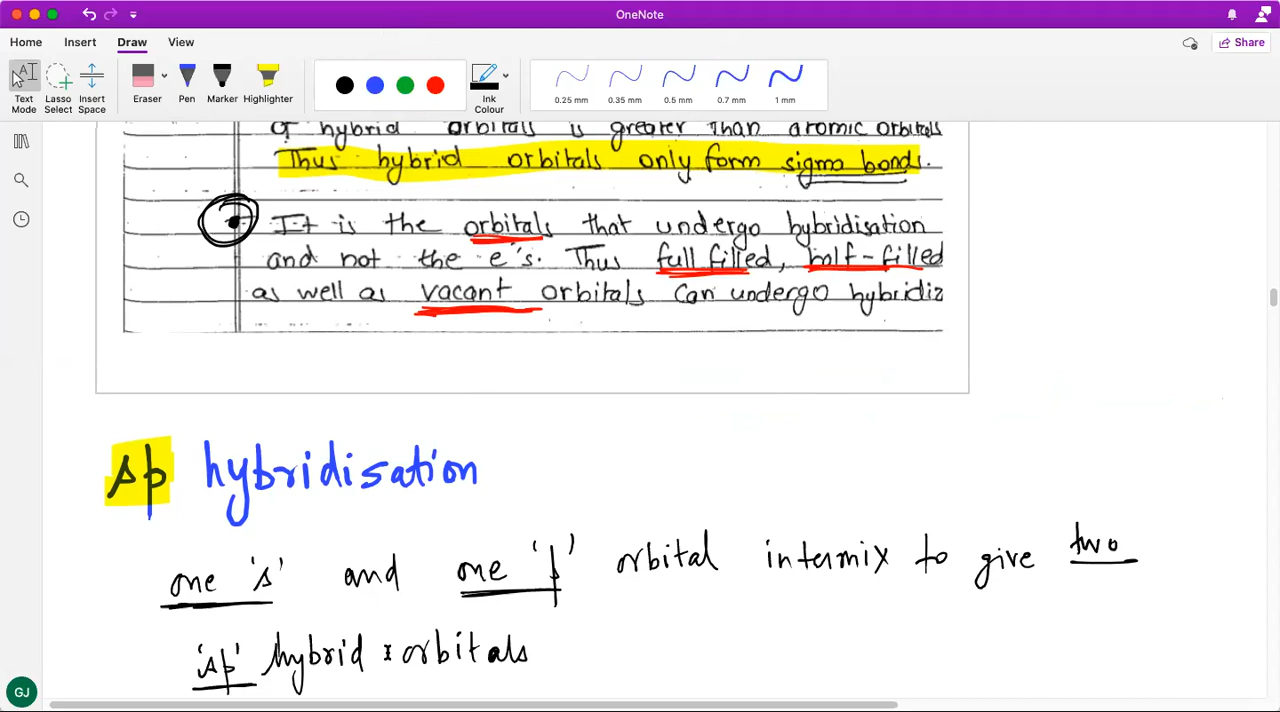 OneNote
Home Insert Draw View
Share
Text Mode
Lasso Select
Insert Space
Eraser
Pen
Marker
Highlighter
Ink Colour
0.25 mm
0.35 mm
0.5 mm
0.7 mm
1 mm
of hybrid orbitals is greater than atomic orbitals
Thus hybrid orbitals only form sigma bonds.
It is the orbitals that undergo hybridisation
and not the e's. Thus full filled, half-filled
as well as vacant orbitals can undergo hybridiz
sp hybridisation
one 's' and one 'p' orbital intermix to give two
'sp' hybrid orbitals
GJ